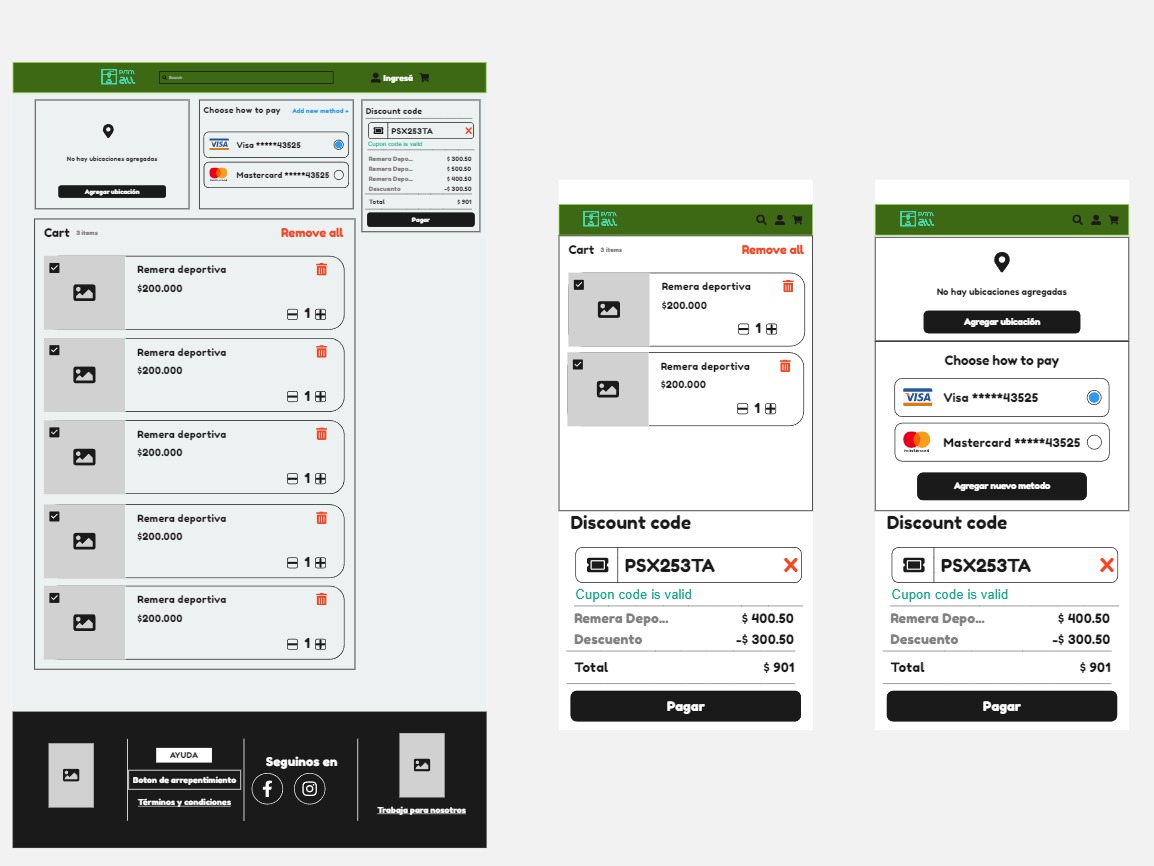 Ingresá
No hay ubicaciones agregadas
Agregar ubicación
Choose how to pay
Add new method +
Visa *****43525
Mastercard *****43525
Discount code
PSX253TA
Cupon code is valid
Remera Depo... $ 300.50
Remera Depo... $ 500.50
Remera Depo... $ 400.50
Descuento -$ 300.50
Total $ 901
Pagar
Cart 3 items Remove all
Remera deportiva
$200.000
1
Remera deportiva
$200.000
1
Remera deportiva
$200.000
1
Remera deportiva
$200.000
1
Remera deportiva
$200.000
1
AYUDA
Boton de arrepentimiento
Términos y condiciones
Seguinos en
Trabaja para nosotros
Cart 3 items Remove all
Remera deportiva
$200.000
1
Remera deportiva
$200.000
1
Discount code
PSX253TA
Cupon code is valid
Remera Depo... $ 400.50
Descuento -$ 300.50
Total $ 901
Pagar
No hay ubicaciones agregadas
Agregar ubicación
Choose how to pay
VISA Visa *****43525
Mastercard *****43525
Agregar nuevo metodo
Discount code
PSX253TA
Cupon code is valid
Remera Depo... $ 400.50
Descuento -$ 300.50
Total $ 901
Pagar